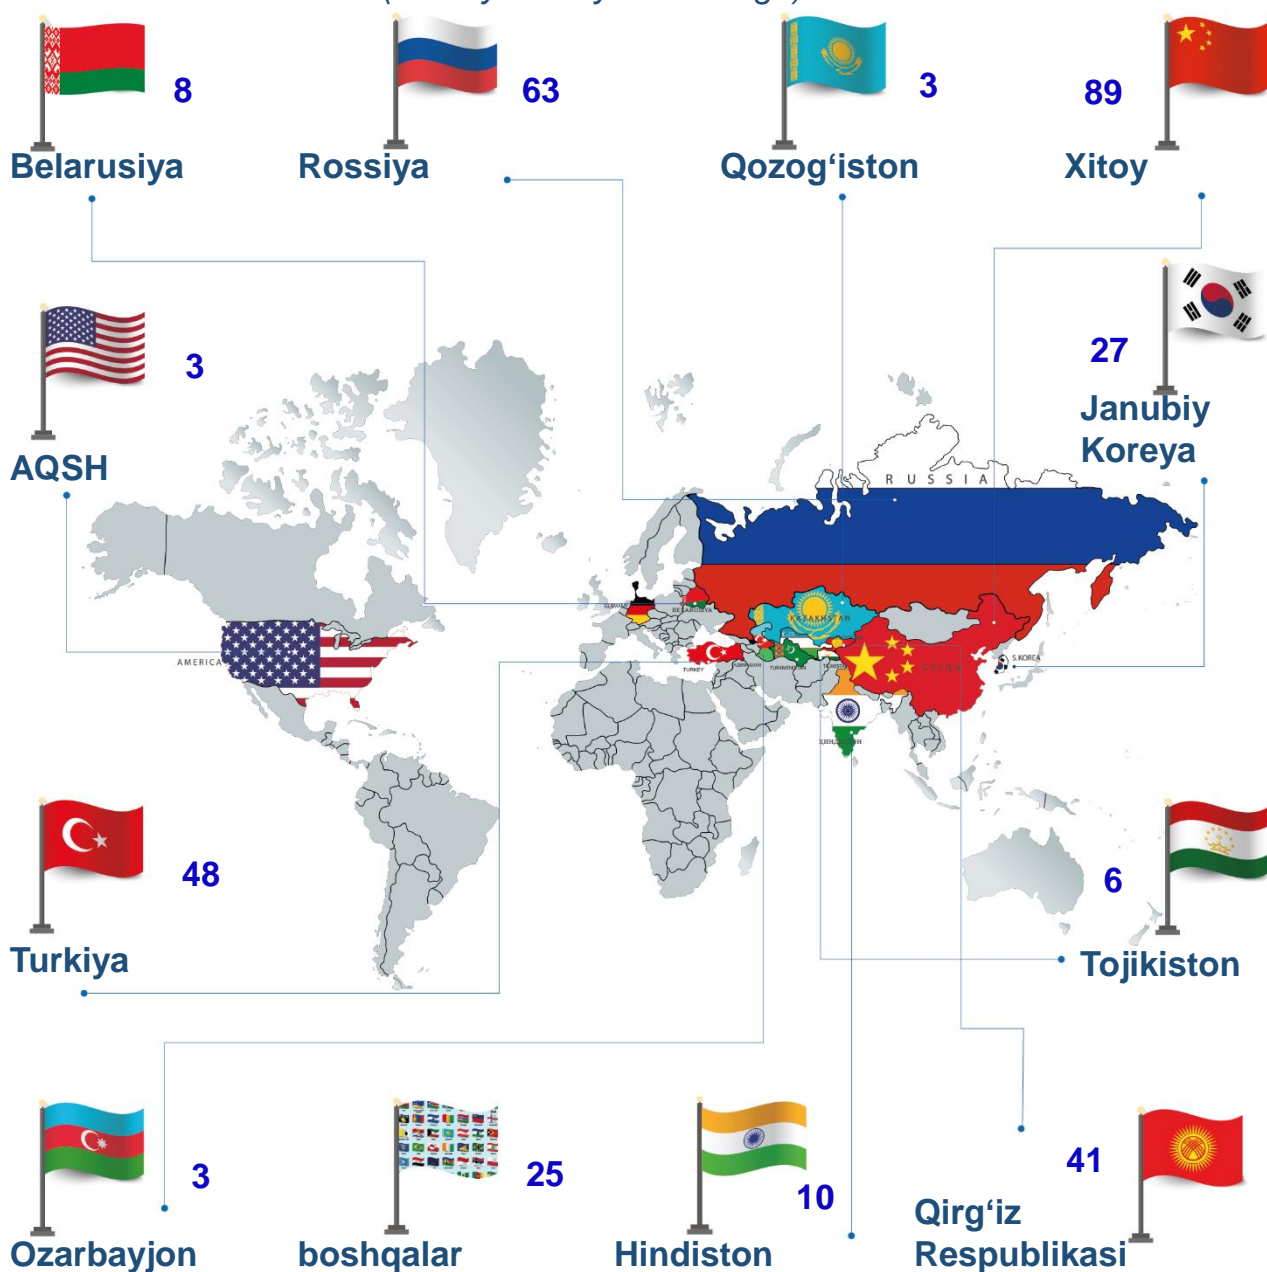 8
63
3
89
Belarusiya
Rossiya
Qozog‘iston
Xitoy
3
27
AQSH
Janubiy
Koreya
RUSSIA
BELARUSIYA
KAZAKHSTAN
AMERICA
TURKEY
CHINA
S.KOREA
48
6
Turkiya
Tojikiston
3
25
10
41
Ozarbayjon
boshqalar
Hindiston
Qirg‘iz
Respublikasi